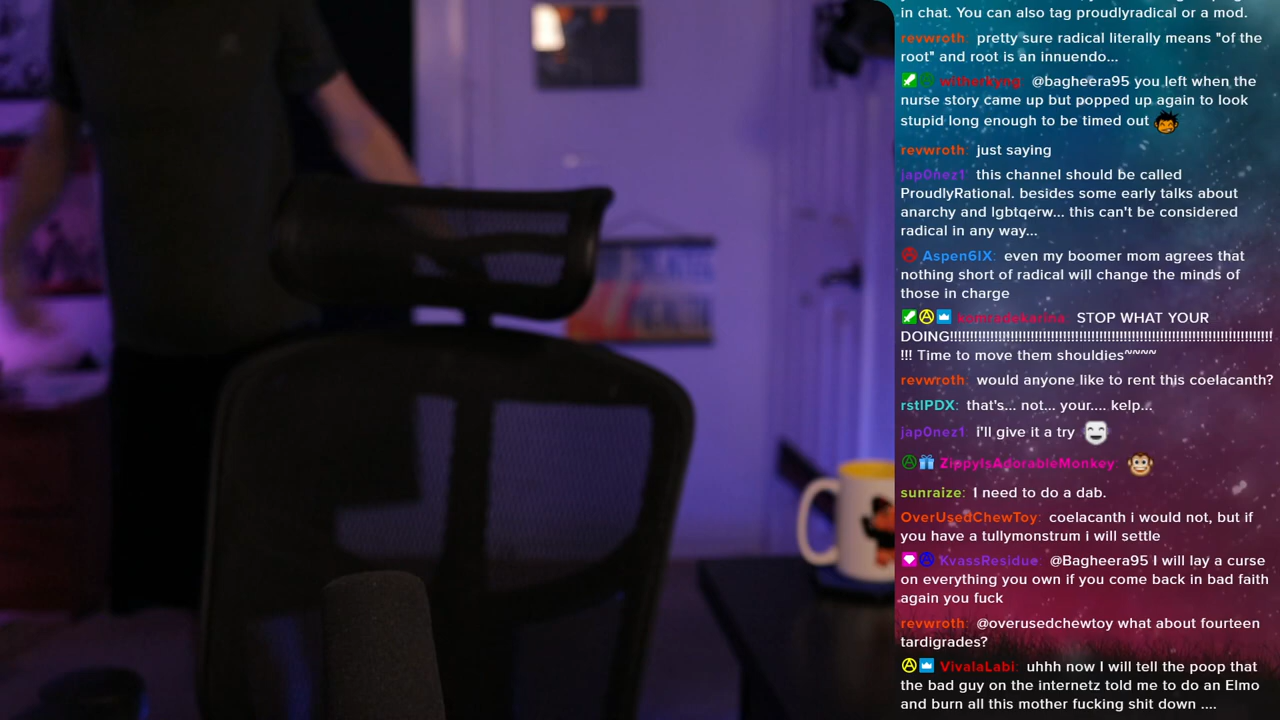 in chat. You can also tag proudlyradical or a mod.
revwroth: pretty sure radical literally means "of the
root" and root is an innuendo...
witherkyng: @bagheera95 you left when the
nurse story came up but popped up again to look
stupid long enough to be timed out
revwroth: just saying
jap0nez1: this channel should be called
ProudlyRational. besides some early talks about
anarchy and lgbtqerw... this can't be considered
radical in any way...
Aspen6IX: even my boomer mom agrees that
nothing short of radical will change the minds of
those in charge
komradekarina: STOP WHAT YOUR
DOING!!!!!!!!!!!!!!!!!!!!!!!!!!!!!!!!!!!!!!!!!!!!!!!!!!!!!!!!!!!!!!!!!!!!!!!!!!!!!!
!!! Time to move them shouldies~~~~
revwroth: would anyone like to rent this coelacanth?
rstlPDX: that's... not... your.... kelp...
jap0nez1: i'll give it a try
ZippyIsAdorableMonkey:
sunraize: I need to do a dab.
OverUsedChewToy: coelacanth i would not, but if
you have a tullymonstrum i will settle
KvassResidue: @Bagheera95 I will lay a curse
on everything you own if you come back in bad faith
again you fuck
revwroth: @overusedchewtoy what about fourteen
tardigrades?
VivalaLabi: uhhh now I will tell the poop that
the bad guy on the internetz told me to do an Elmo
and burn all this mother fucking shit down ....